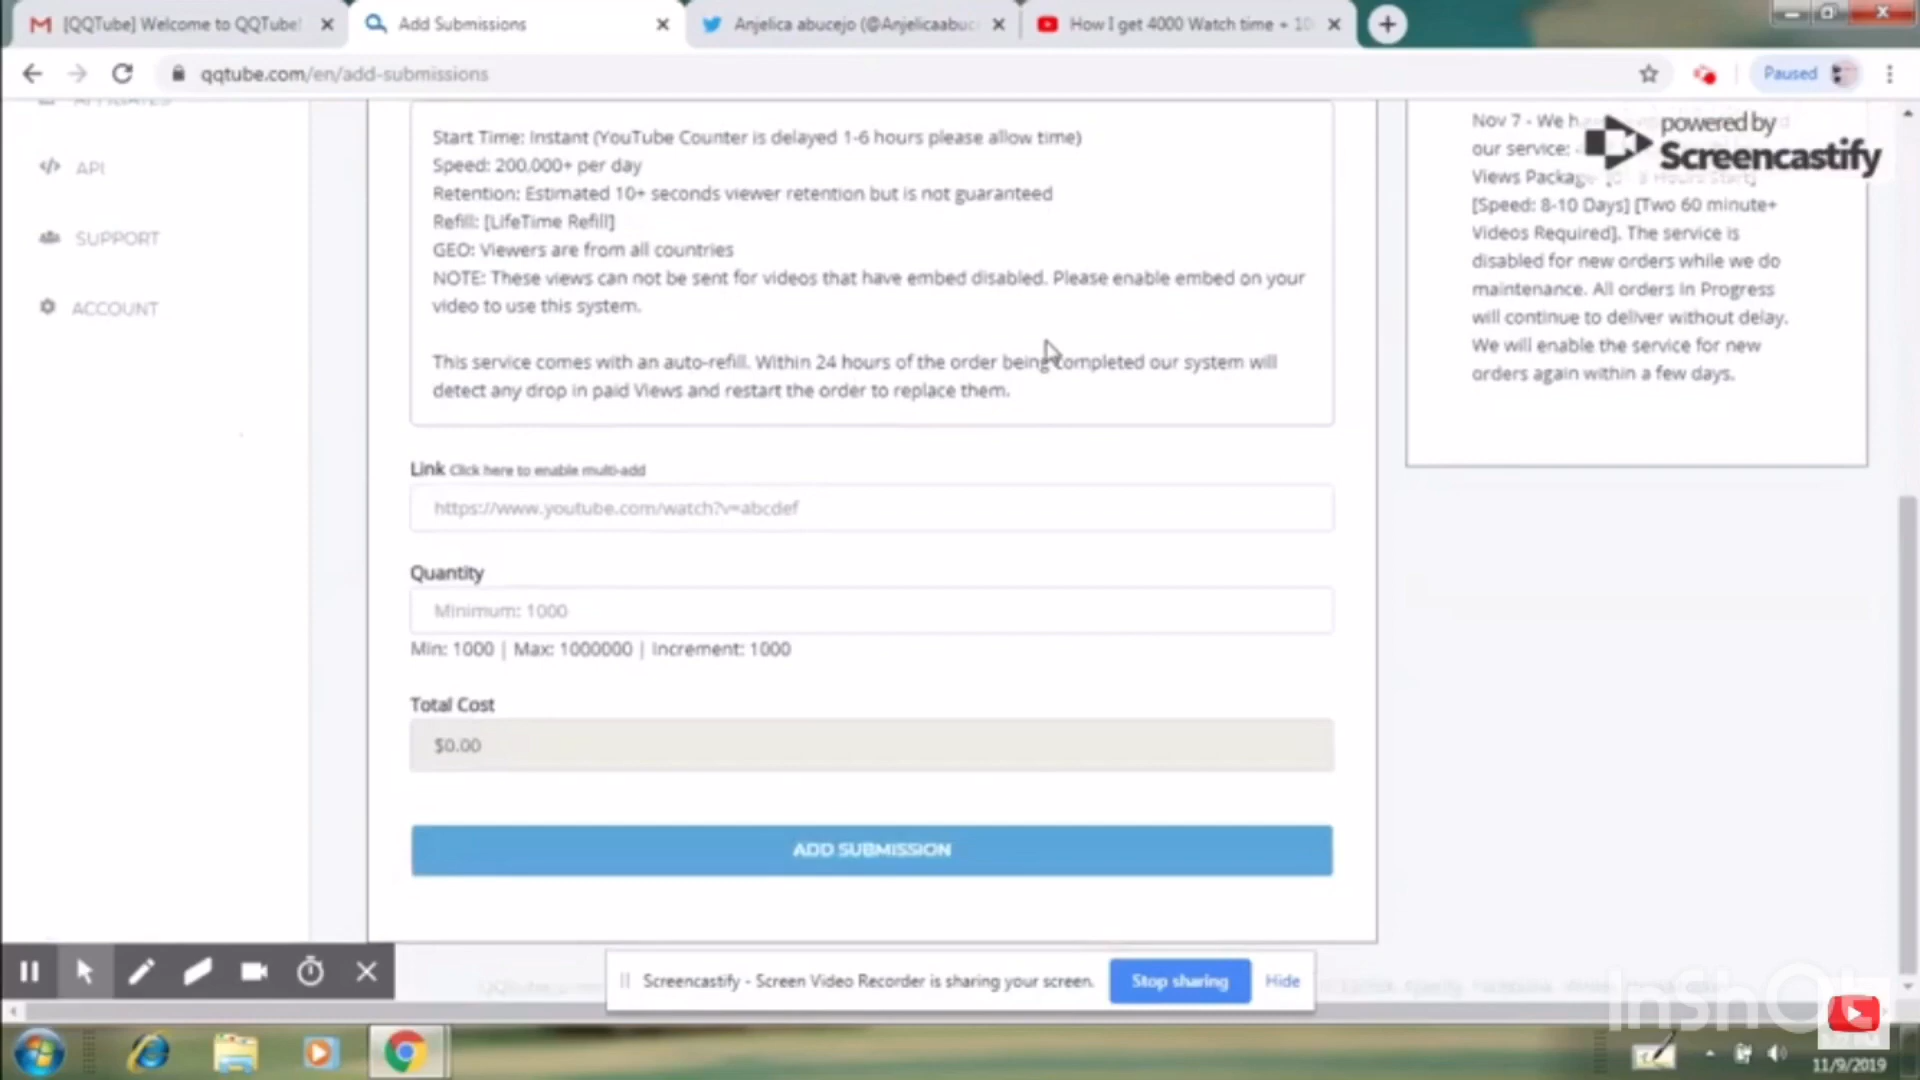 [QQTube] Welcome to QQTube!
Add Submissions
Anjelica abucejo (@Anjelicaabuc
How I get 4000 Watch time + 10
qqtube.com/en/add-submissions
Paused
AFFILIATES
API
SUPPORT
ACCOUNT
Start Time: Instant (YouTube Counter is delayed 1-6 hours please allow time)
Speed: 200,000+ per day
Retention: Estimated 10+ seconds viewer retention but is not guaranteed
Refill: [LifeTime Refill]
GEO: Viewers are from all countries
NOTE: These views can not be sent for videos that have embed disabled. Please enable embed on your
video to use this system.
This service comes with an auto-refill. Within 24 hours of the order being completed our system will
detect any drop in paid Views and restart the order to replace them.
Link Click here to enable multi-add
https://www.youtube.com/watch?v=abcdef
Quantity
Minimum: 1000
Min: 1000 | Max: 1000000 | Increment: 1000
Total Cost
$0.00
ADD SUBMISSION
Nov 7 - We
our service:
Views Package Hours Start]
[Speed: 8-10 Days] [Two 60 minute+
Videos Required]. The service is
disabled for new orders while we do
maintenance. All orders In Progress
will continue to deliver without delay.
We will enable the service for new
orders again within a few days.
powered by
Screencastify
Screencastify - Screen Video Recorder is sharing your screen.
Stop sharing
Hide
InShOt
11/9/2019